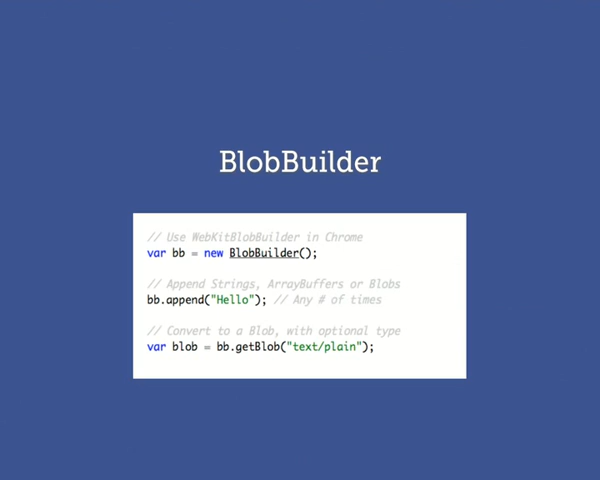 BlobBuilder
// Use WebKitBlobBuilder in Chrome
var bb = new BlobBuilder();
// Append Strings, ArrayBuffers or Blobs
bb.append("Hello"); // Any # of times
// Convert to a Blob, with optional type
var blob = bb.getBlob("text/plain");